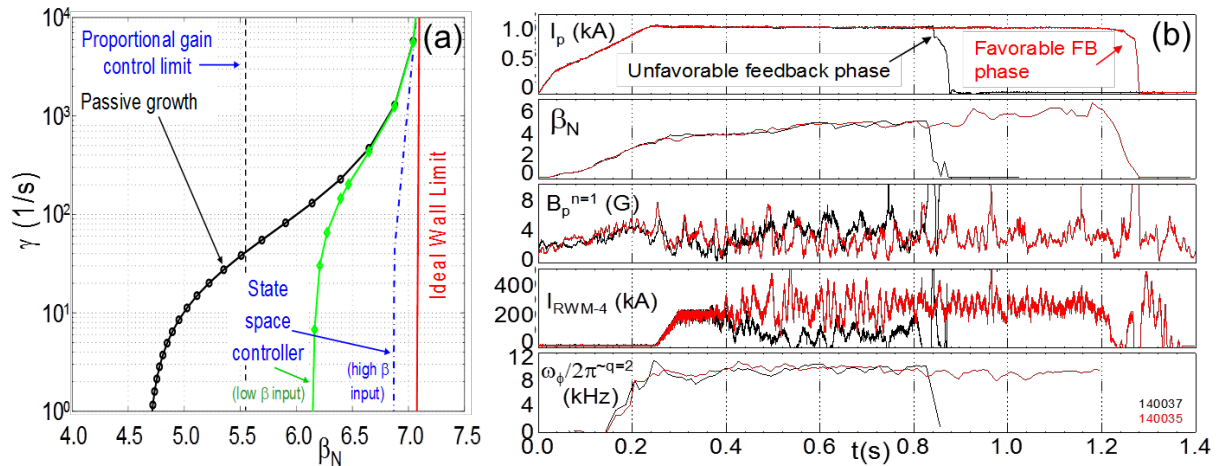 (a)
Proportional gain
control limit
Passive growth
State
space
controller
(low β input)
(high β
input)
Ideal Wall Limit
γ (1/s)
10⁴
10³
10²
10¹
10⁰
4.0 4.5 5.0 5.5 6.0 6.5 7.0 7.5
βN
(b)
Ip (kA)
Unfavorable feedback phase
Favorable FB
phase
1.0
0.5
0.0
βN
6
4
2
0
Bp^n=1 (G)
8
4
0
I_RWM-4 (kA)
400
200
0
ωϕ/2π^~q=2
(kHz)
12
8
4
0
140037
140035
0.0 0.2 0.4 0.6 0.8 1.0 1.2 1.4
t(s)